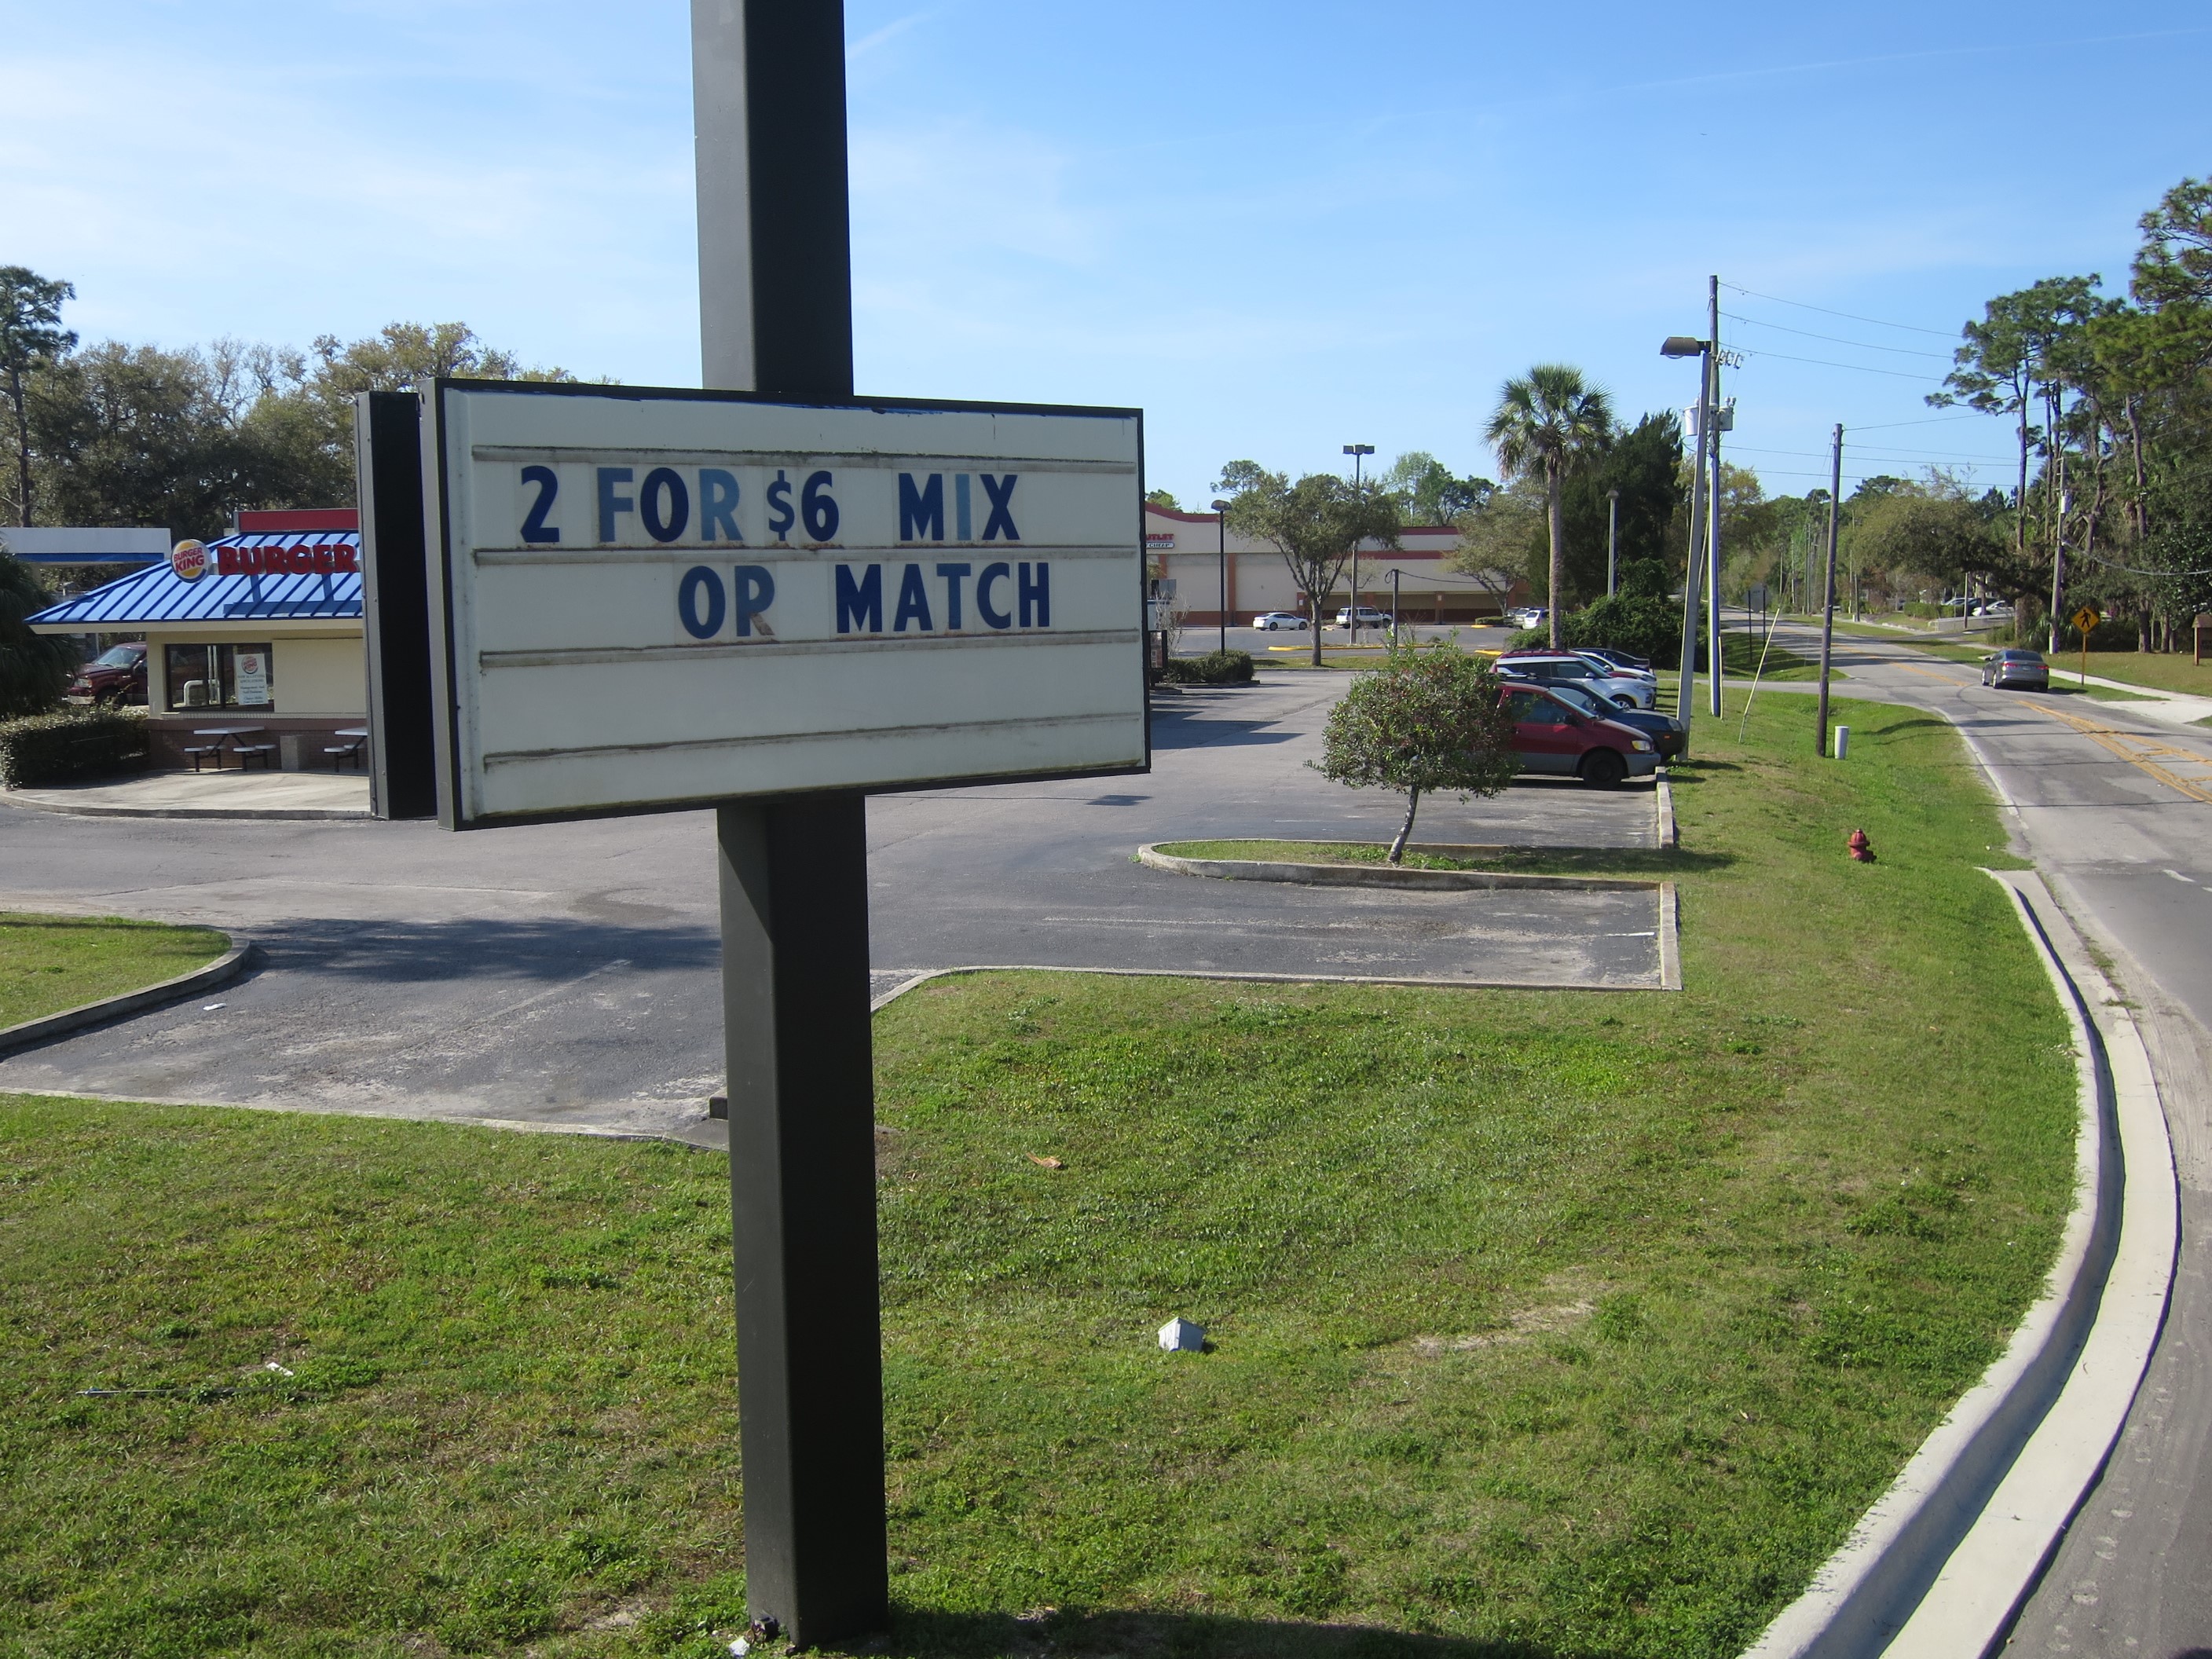 2 FOR $6 MIX
OR MATCH
BURGER KING
BURGER